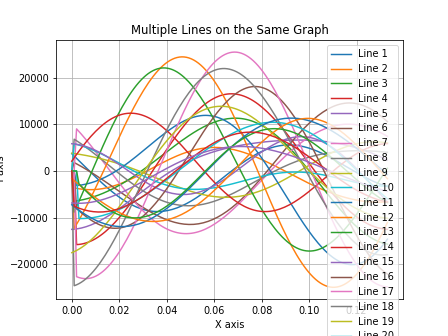 Multiple Lines on the Same Graph
20000
10000
0
−10000
−20000
0.00
0.02
0.04
0.06
0.08
0.10
X axis
Line 1
Line 2
Line 3
Line 4
Line 5
Line 6
Line 7
Line 8
Line 9
Line 10
Line 11
Line 12
Line 13
Line 14
Line 15
Line 16
Line 17
Line 18
Line 19
Line 20